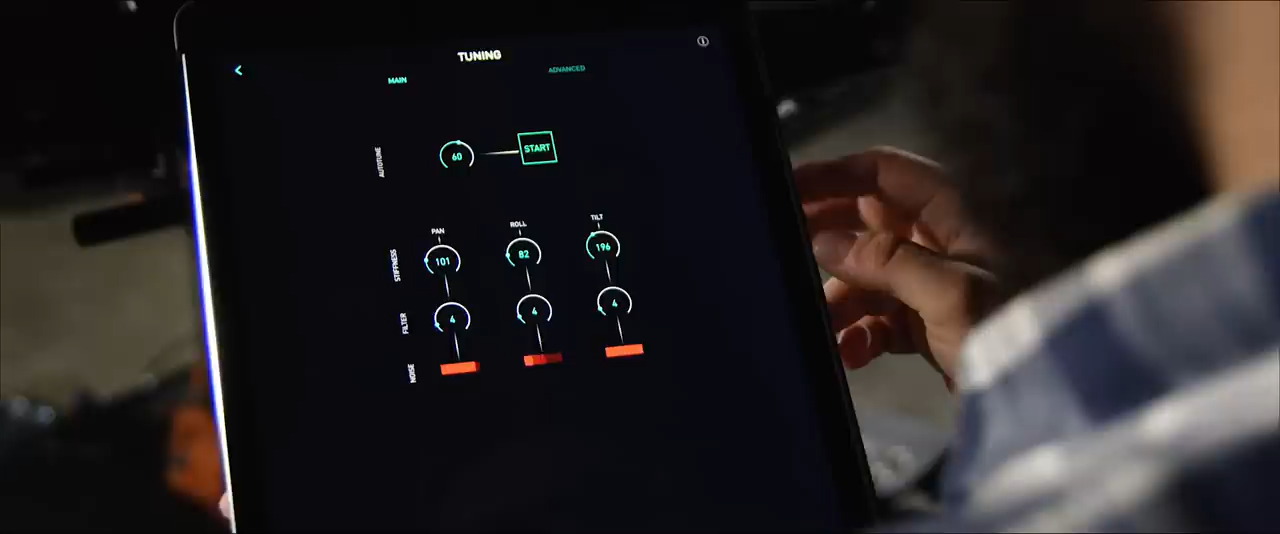 TUNING
MAIN
ADVANCED
AUTOTUNE
60
START
PAN
ROLL
TILT
STIFFNESS
101
82
196
FILTER
4
4
4
NOISE